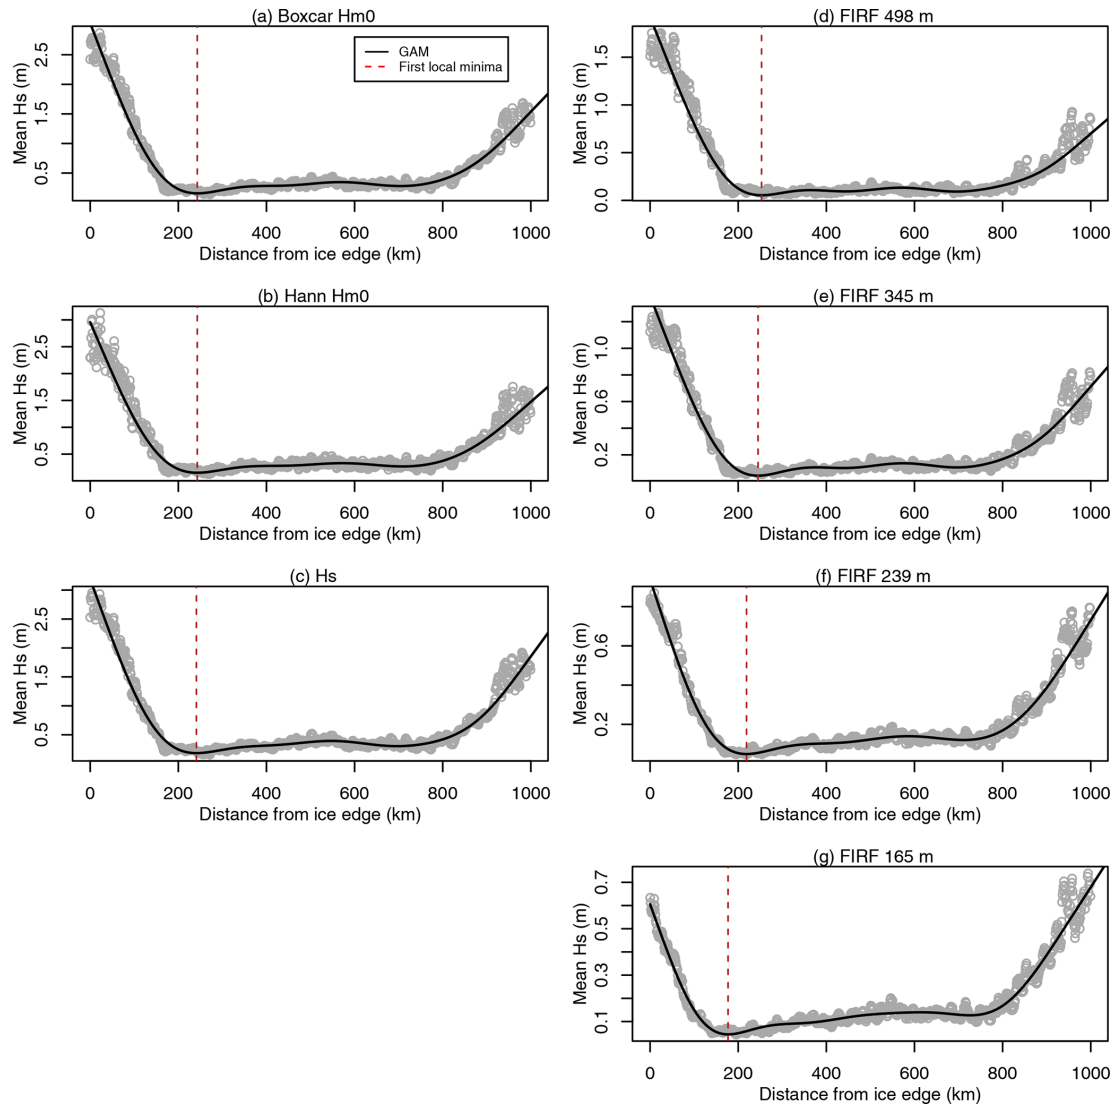 (a) Boxcar Hm0
Mean Hs (m)
0.5 1.5 2.5
GAM
First local minima
0 200 400 600 800 1000
Distance from ice edge (km)
(b) Hann Hm0
Mean Hs (m)
0.5 1.5 2.5
0 200 400 600 800 1000
Distance from ice edge (km)
(c) Hs
Mean Hs (m)
0.5 1.5 2.5
0 200 400 600 800 1000
Distance from ice edge (km)
(d) FIRF 498 m
Mean Hs (m)
0.0 0.5 1.0 1.5
0 200 400 600 800 1000
Distance from ice edge (km)
(e) FIRF 345 m
Mean Hs (m)
0.2 0.6 1.0
0 200 400 600 800 1000
Distance from ice edge (km)
(f) FIRF 239 m
Mean Hs (m)
0.2 0.6
0 200 400 600 800 1000
Distance from ice edge (km)
(g) FIRF 165 m
Mean Hs (m)
0.1 0.3 0.5 0.7
0 200 400 600 800 1000
Distance from ice edge (km)